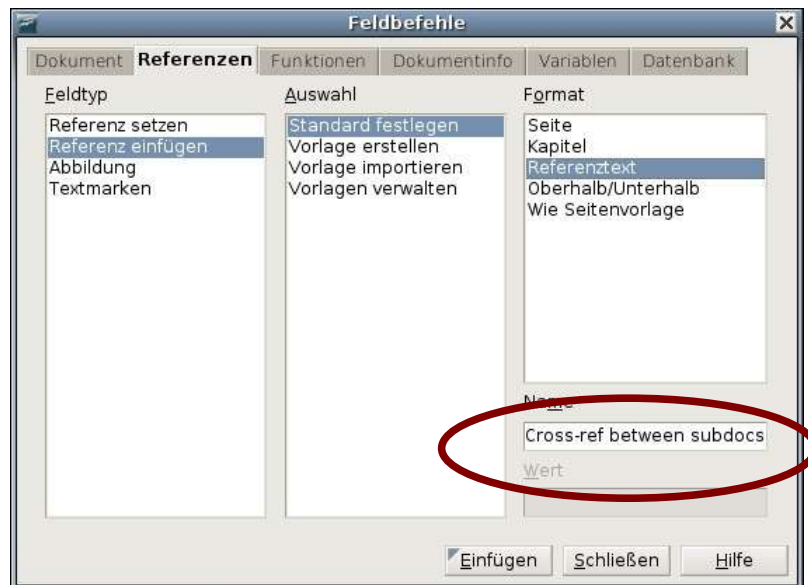 Feldbefehle
Dokument Referenzen Funktionen Dokumentinfo Variablen Datenbank
Feldtyp
Referenz setzen
Referenz einfügen
Abbildung
Textmarken
Auswahl
Standard festlegen
Vorlage erstellen
Vorlage importieren
Vorlagen verwalten
Format
Seite
Kapitel
Referenztext
Oberhalb/Unterhalb
Wie Seitenvorlage
Name
Cross-ref between subdocs
Wert
Einfügen Schließen Hilfe